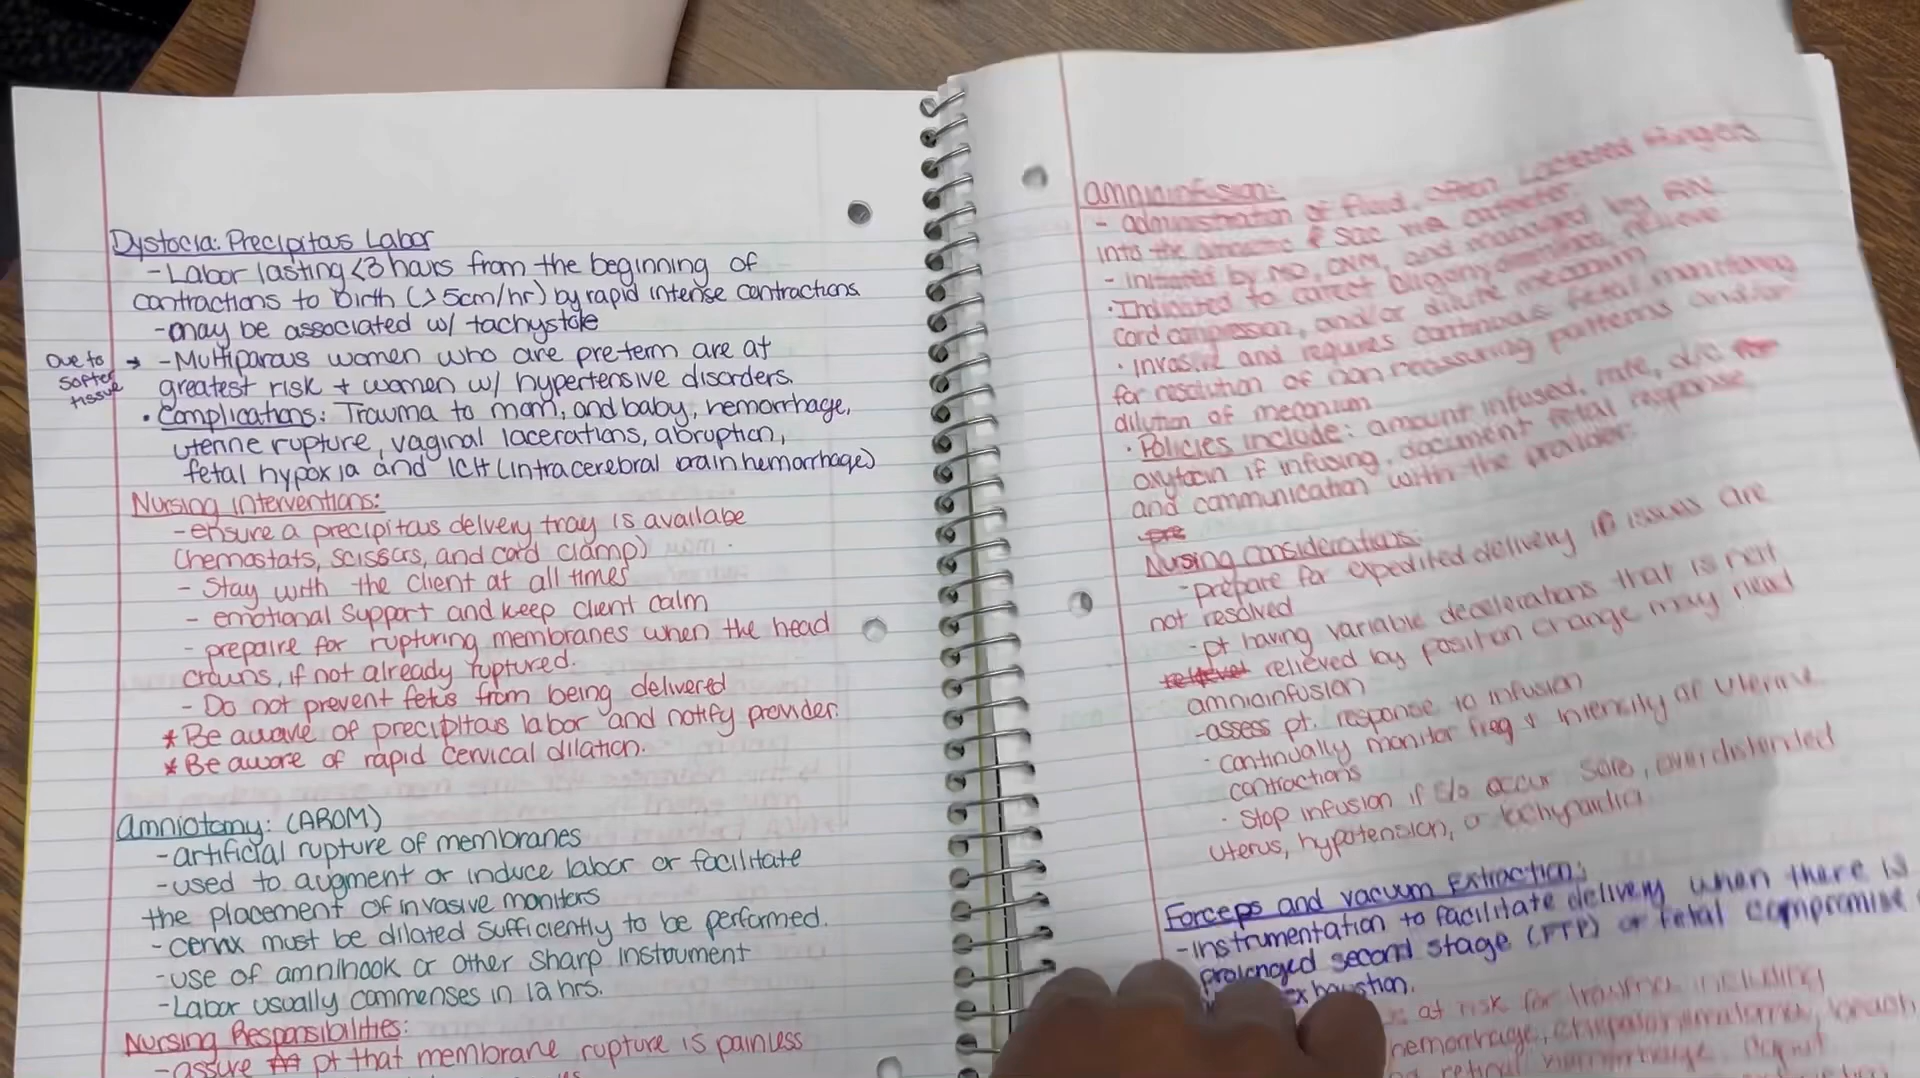 Dystocia: Precipitous Labor
- Labor lasting <3 hours from the beginning of
contractions to birth (>5cm/hr) by rapid intense contractions.
- may be associated w/ tachystole
Due to
softer
tissue
→ - Multiparous women who are preterm are at
greatest risk + women w/ hypertensive disorders.
• Complications: Trauma to mom, and baby, hemorrhage,
uterine rupture, vaginal lacerations, abruption,
fetal hypoxia and ICH (intracerebral brain hemorrhage)
Nursing Interventions:
- ensure a precipitous delivery tray is availabe
(hemostats, scissors, and cord clamp)
- Stay with the client at all times
- emotional support and keep client calm
- prepaire for rupturing membranes when the head
crowns, if not already ruptured.
- Do not prevent fetus from being delivered
* Be aware of precipitous labor and notify provider.
* Be aware of rapid cervical dilation.
Amniotomy: (AROM)
- artificial rupture of membranes
- used to augment or induce labor or facilitate
the placement of invasive monitors
- cervix must be dilated sufficiently to be performed.
- use of amnihook or other sharp instrument
- Labor usually commenses in 12 hrs.
Nursing Responsibilities:
- assure pt that membrane rupture is painless
amnioinfusion:
- administration of fluid, often Lactated Ringers
into the sac via catheter.
- initiated by MD, CNM, and managed by RN
• Indicated to correct relieve
cord compression, and/or dilute meconium
• invasive and requires continuous fetal monitoring
for resolution of non reassuring patterns and/or
dilution of meconium
• Policies include: amount infused, rate, d/c
oxytocin if infusing, document fetal response
and communication with the provider.
Nursing considerations:
- prepare for expedited delivery if issues are
not resolved
- pt having variable decelerations that is not
relieved by position change may need
amnioinfusion
- assess pt. response to infusion
• continually monitor freq + intensity of uterine
contractions
• Stop infusion if s/o occur SOB, overdistended
uterus, hypotension, or tachycardia
Forceps and vacuum Extraction:
- instrumentation to facilitate delivery when there is
prolonged second stage (FTP) or fetal compromise
exhaustion.
at risk for trauma including
hemorrhage,
retinal hemorrhage